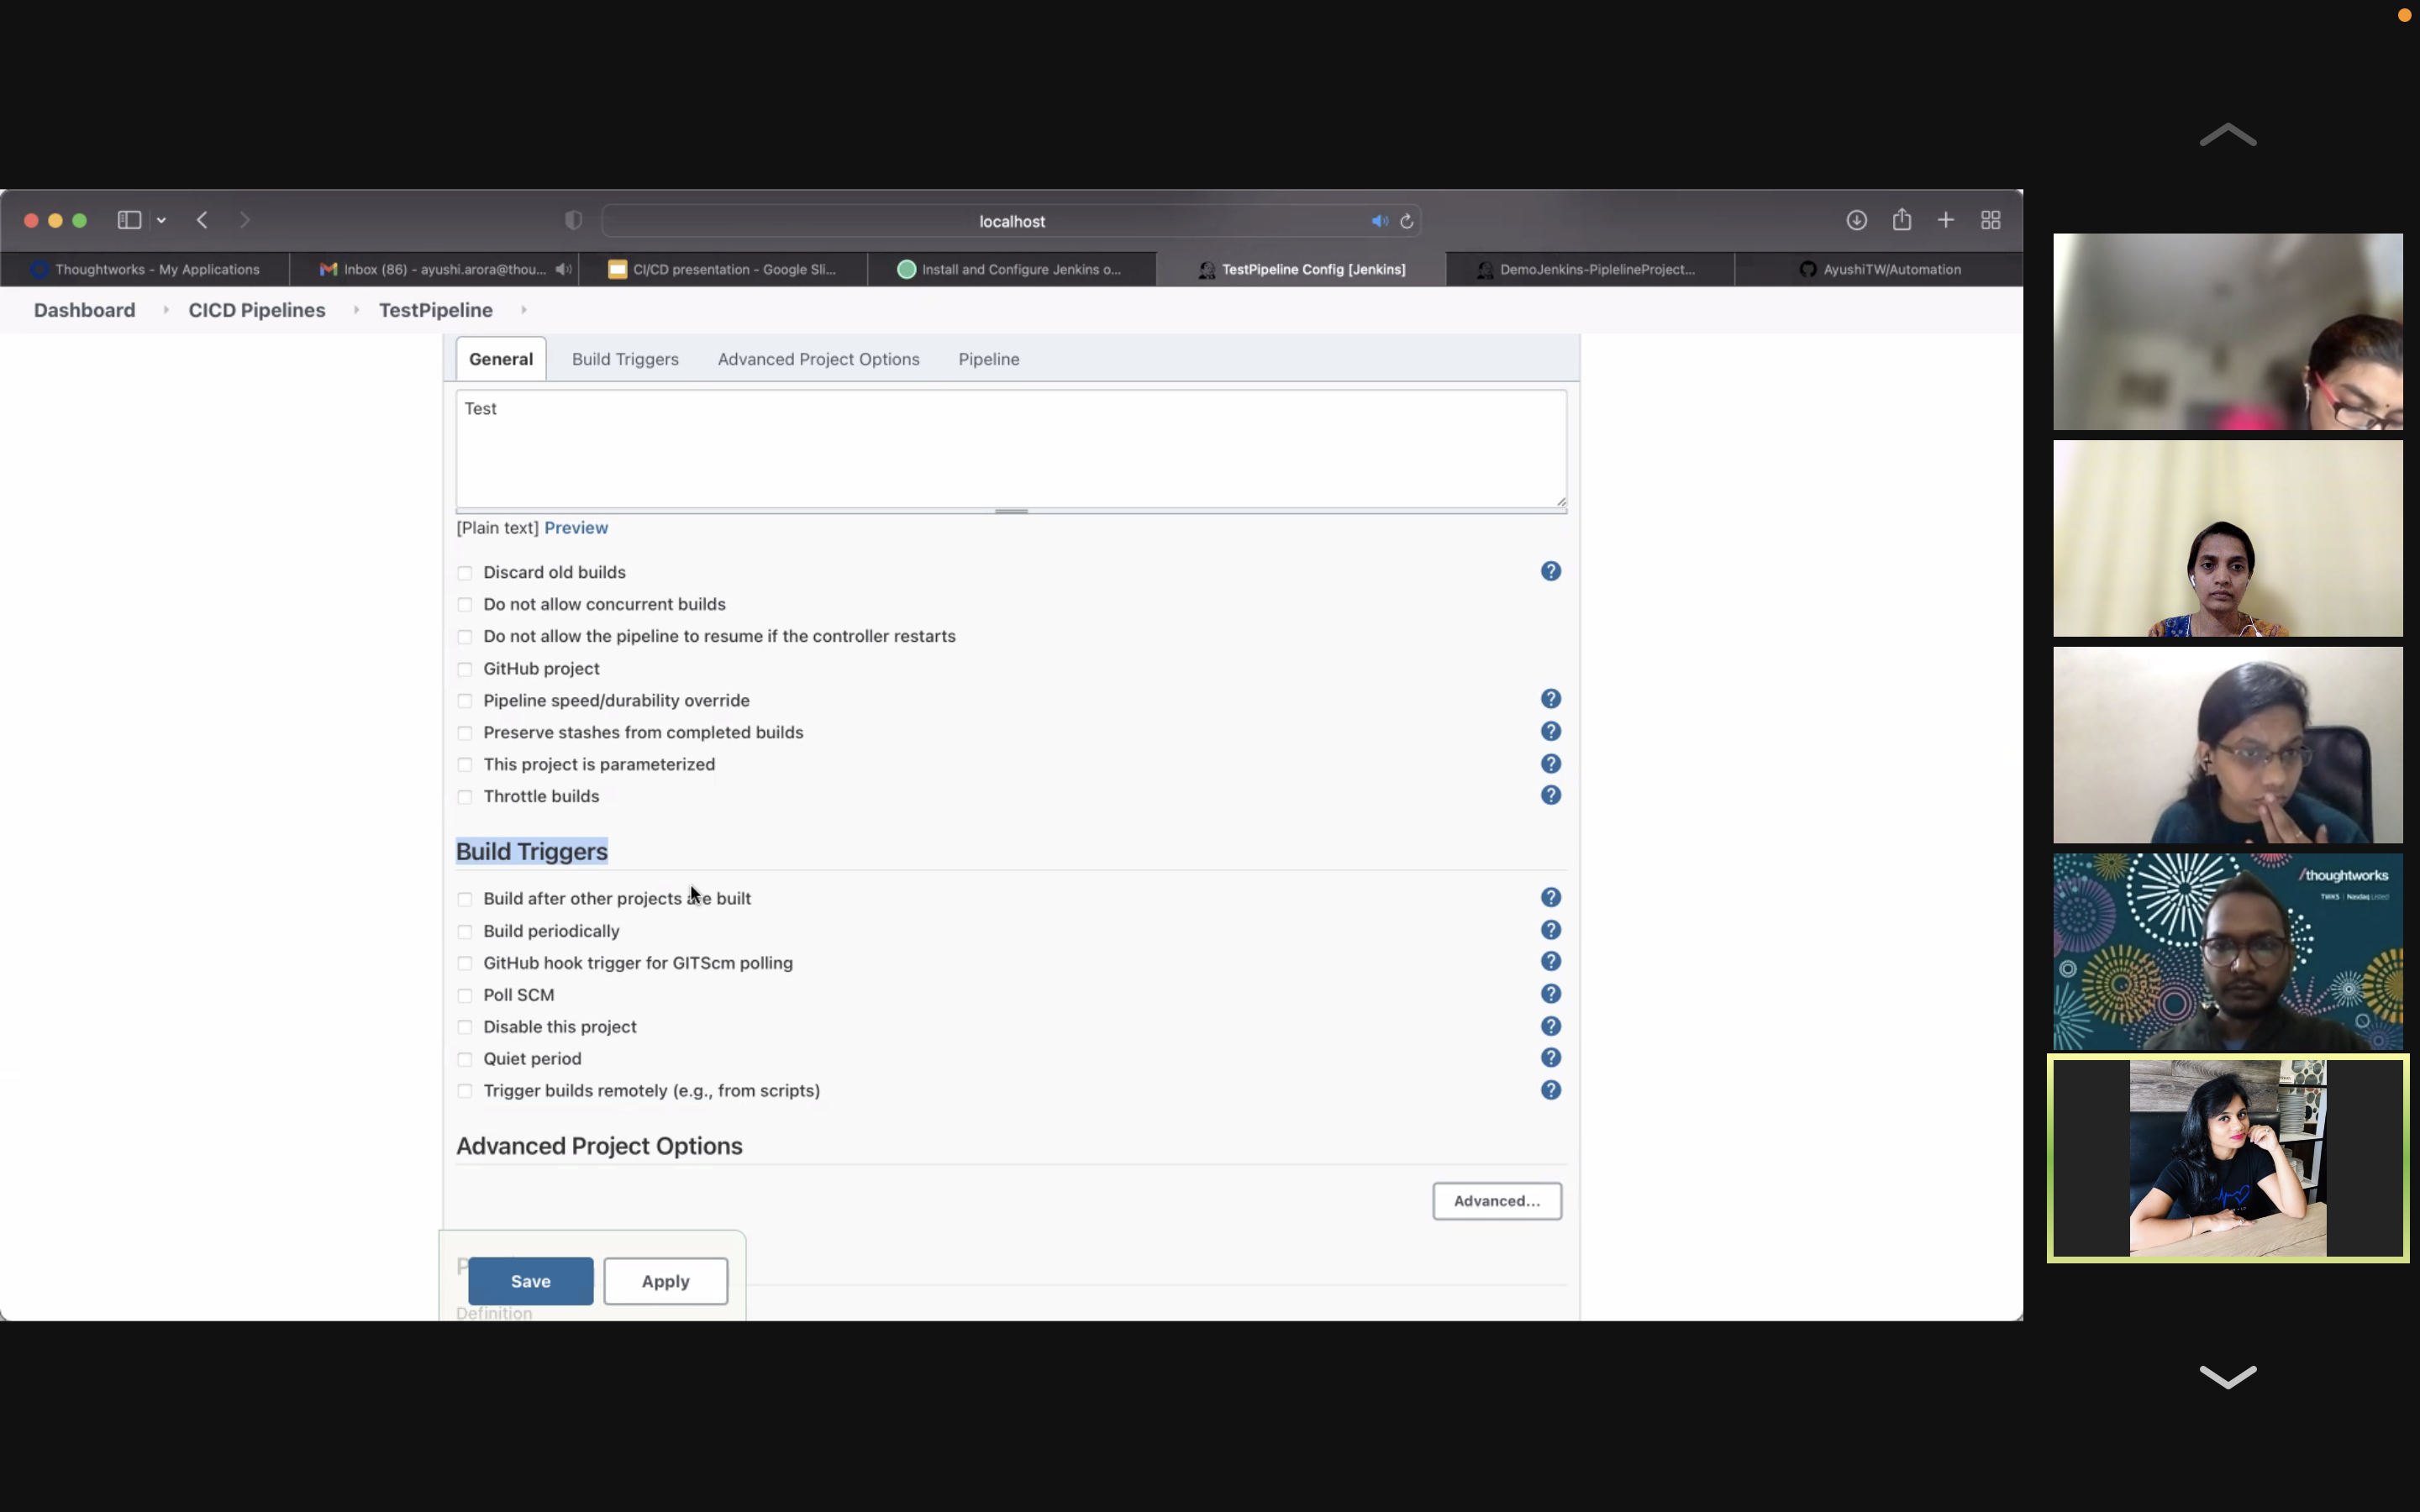 localhost
Thoughtworks - My Applications
Inbox (86) - ayushi.arora@thou...
CI/CD presentation - Google Sli...
Install and Configure Jenkins o...
TestPipeline Config [Jenkins]
DemoJenkins-PiplelineProject...
AyushiTW/Automation
Dashboard
CICD Pipelines
TestPipeline
General
Build Triggers
Advanced Project Options
Pipeline
Test
[Plain text] Preview
Discard old builds
Do not allow concurrent builds
Do not allow the pipeline to resume if the controller restarts
GitHub project
Pipeline speed/durability override
Preserve stashes from completed builds
This project is parameterized
Throttle builds
Build Triggers
Build after other projects are built
Build periodically
GitHub hook trigger for GITScm polling
Poll SCM
Disable this project
Quiet period
Trigger builds remotely (e.g., from scripts)
Advanced Project Options
Advanced...
Save
Apply
Definition
/thoughtworks
TWKS | Nasdaq Listed